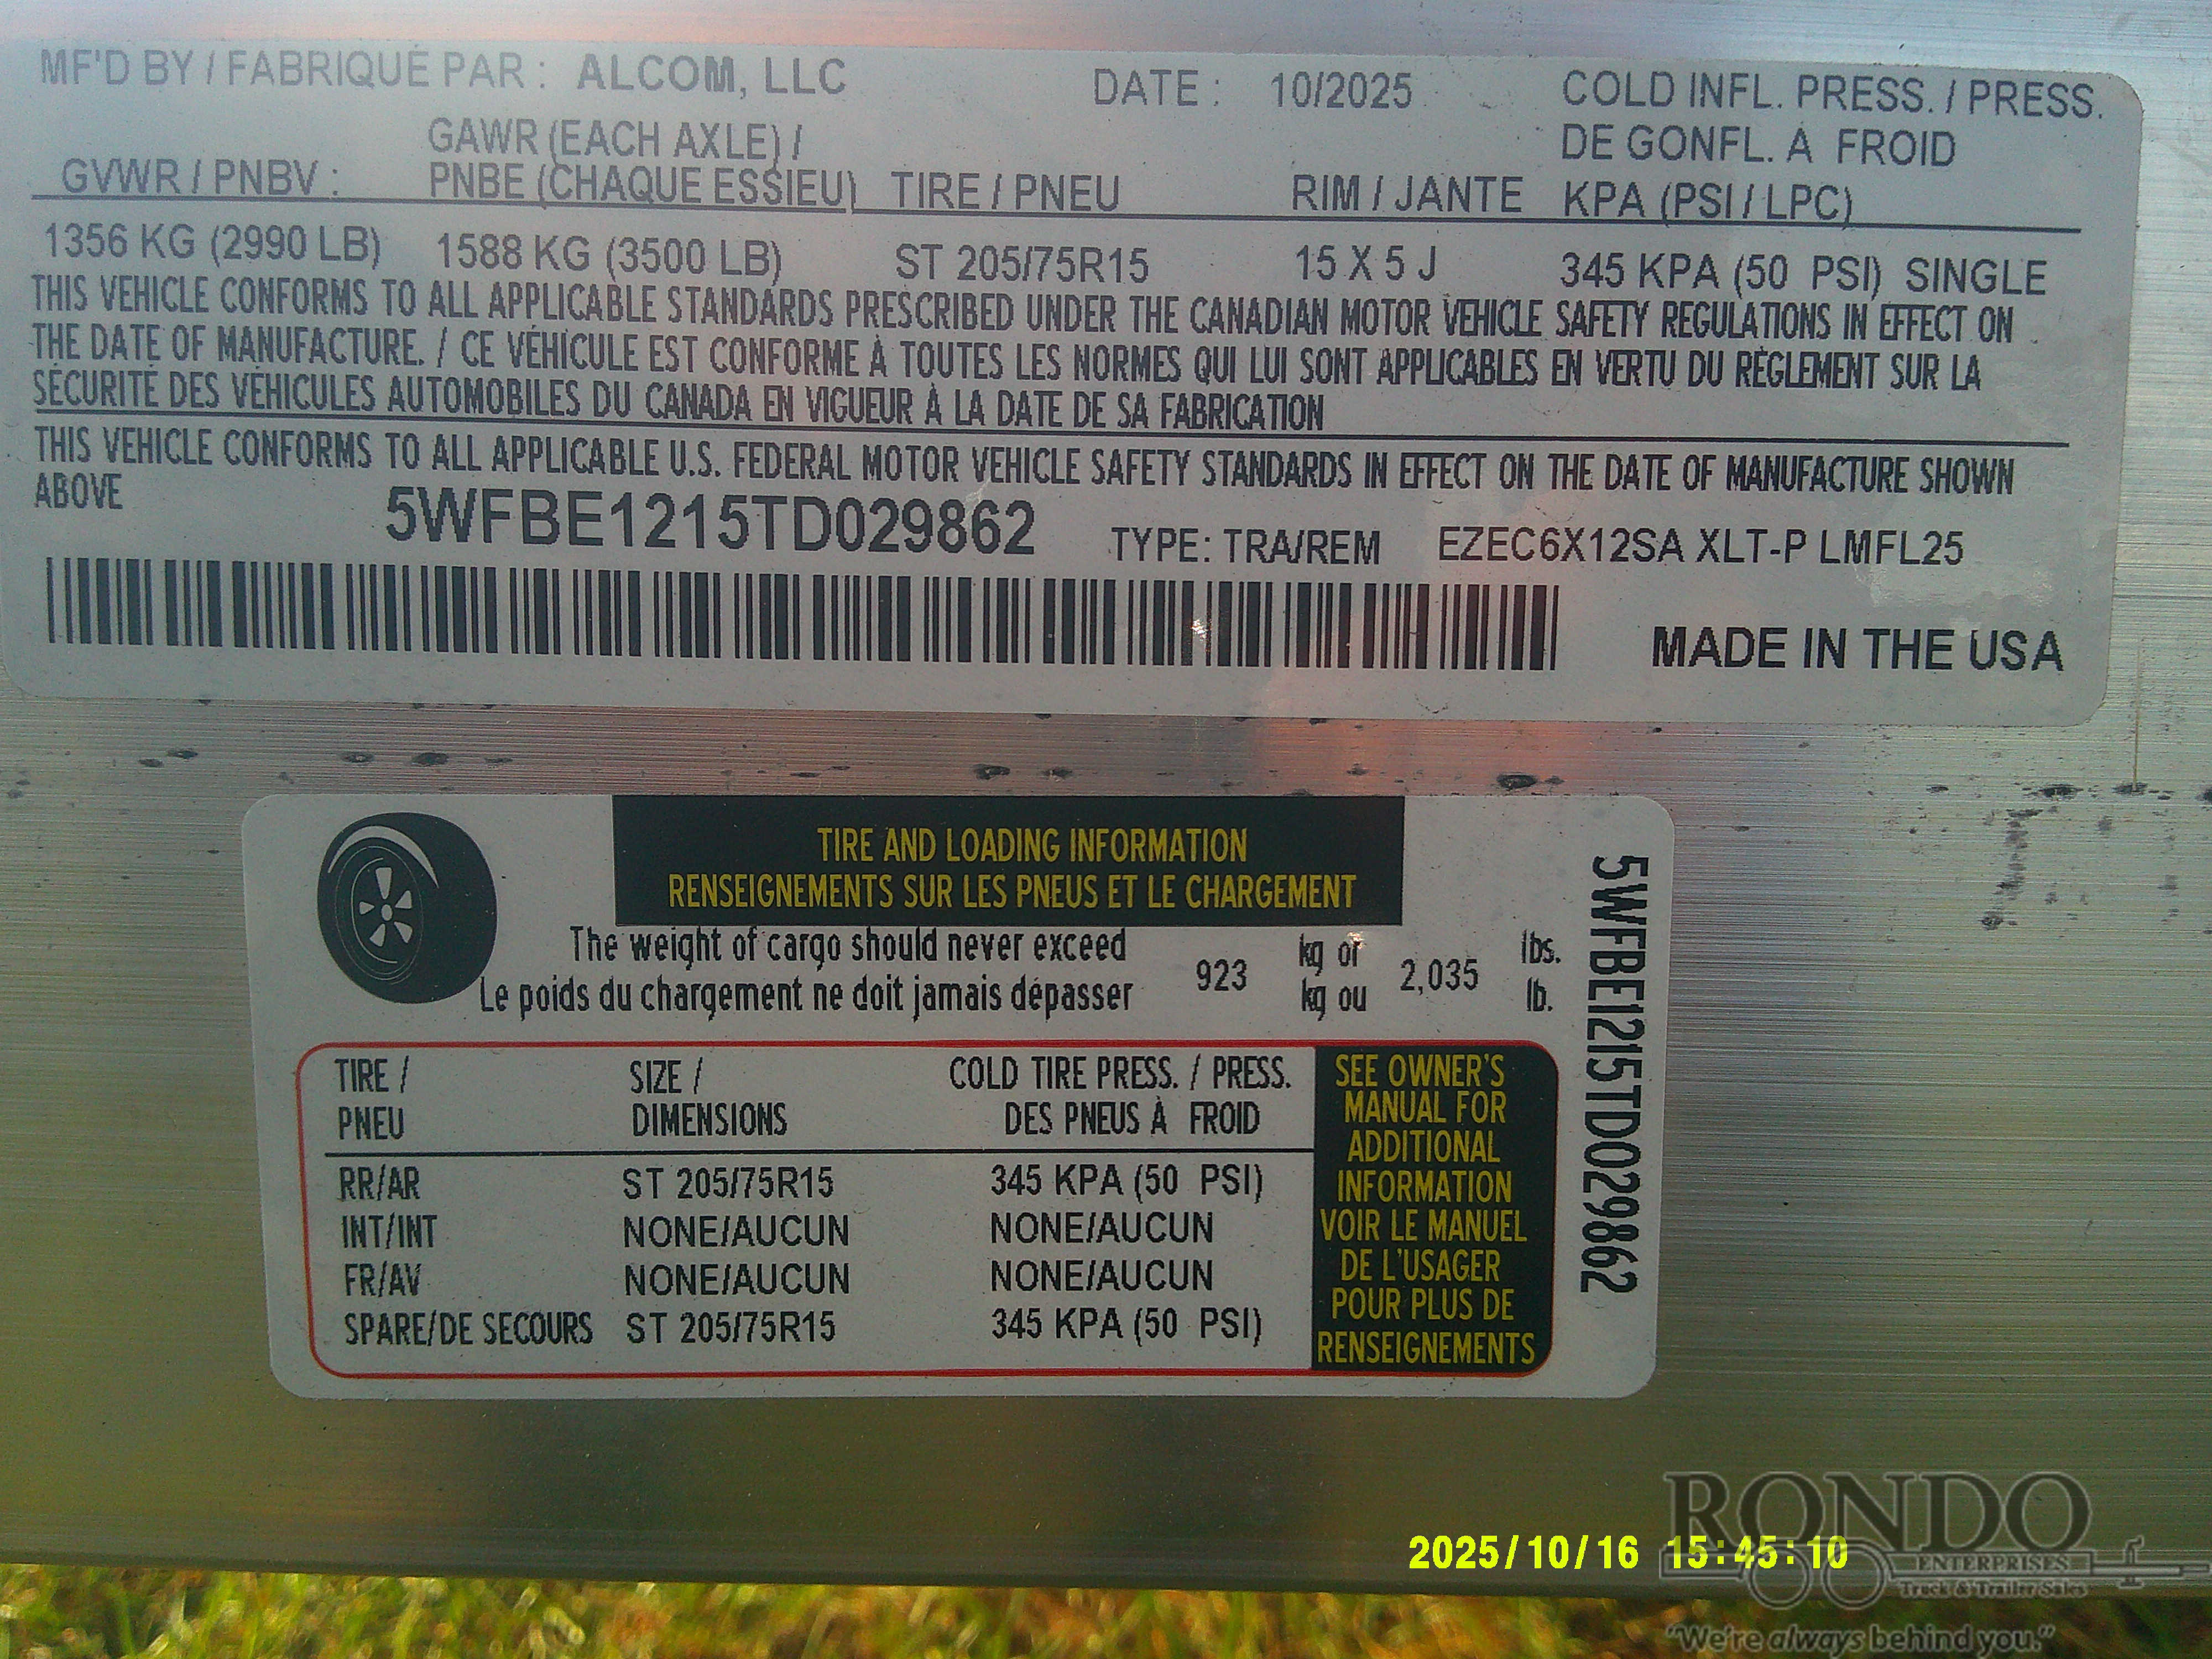 MF'D BY / FABRIQUÉ PAR : ALCOM, LLC DATE : 10/2025 COLD INFL. PRESS. / PRESS.
GAWR (EACH AXLE) / DE GONFL. A FROID
GVWR / PNBV : PNBE (CHAQUE ESSIEU) TIRE / PNEU RIM / JANTE KPA (PSI / LPC)
1356 KG (2990 LB) 1588 KG (3500 LB) ST 205/75R15 15 X 5 J 345 KPA (50 PSI) SINGLE
THIS VEHICLE CONFORMS TO ALL APPLICABLE STANDARDS PRESCRIBED UNDER THE CANADIAN MOTOR VEHICLE SAFETY REGULATIONS IN EFFECT ON
THE DATE OF MANUFACTURE. / CE VÉHICULE EST CONFORME À TOUTES LES NORMES QUI LUI SONT APPLICABLES EN VERTU DU RÈGLEMENT SUR LA
SÉCURITÉ DES VÉHICULES AUTOMOBILES DU CANADA EN VIGUEUR À LA DATE DE SA FABRICATION
THIS VEHICLE CONFORMS TO ALL APPLICABLE U.S. FEDERAL MOTOR VEHICLE SAFETY STANDARDS IN EFFECT ON THE DATE OF MANUFACTURE SHOWN
ABOVE
5WFBE1215TD029862 TYPE: TRA/REM EZEC6X12SA XLT-P LMFL25
MADE IN THE USA
TIRE AND LOADING INFORMATION
RENSEIGNEMENTS SUR LES PNEUS ET LE CHARGEMENT
The weight of cargo should never exceed 923 kg or 2,035 lbs.
Le poids du chargement ne doit jamais dépasser kg ou lb.
TIRE / SIZE / COLD TIRE PRESS. / PRESS.
PNEU DIMENSIONS DES PNEUS À FROID
RR/AR ST 205/75R15 345 KPA (50 PSI)
INT/INT NONE/AUCUN NONE/AUCUN
FR/AV NONE/AUCUN NONE/AUCUN
SPARE/DE SECOURS ST 205/75R15 345 KPA (50 PSI)
SEE OWNER'S
MANUAL FOR
ADDITIONAL
INFORMATION
VOIR LE MANUEL
DE L'USAGER
POUR PLUS DE
RENSEIGNEMENTS
5WFBE1215TD029862
2025/10/16 15:45:10
RONDO
ENTERPRISES
Truck & Trailer Sales
"We're always behind you."